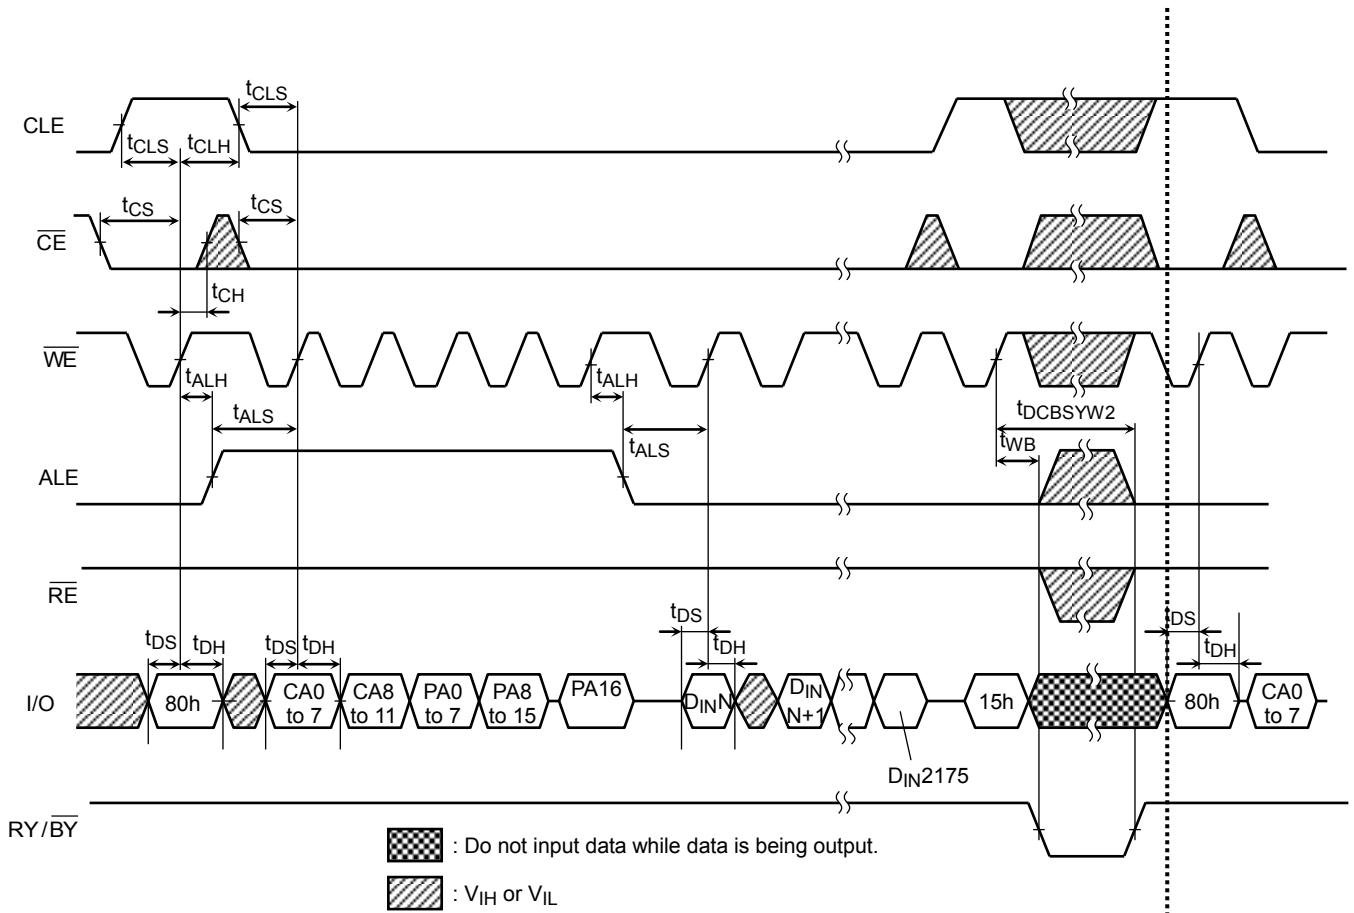 tCLS
CLE
tCLS
tCLH
tCS
tCS
CE
tCH
WE
tALH
tALH
tDCBSYW2
tALS
tALS
tWB
ALE
RE
tDS
tDH
tDS
tDH
tDS
tDH
tDS
tDH
I/O
80h
CA0 to 7
CA8 to 11
PA0 to 7
PA8 to 15
PA16
DINN
DIN N+1
15h
80h
CA0 to 7
DIN2175
RY/BY
: Do not input data while data is being output.
: VIH or VIL